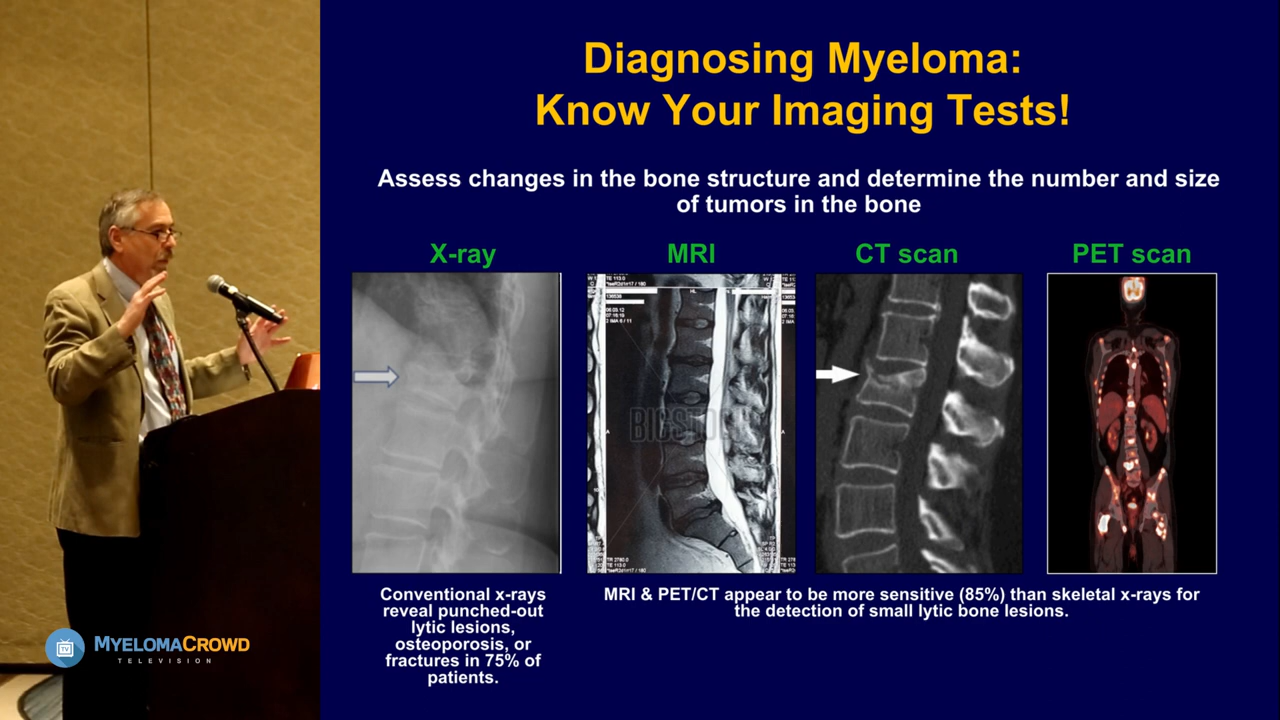 Diagnosing Myeloma:
Know Your Imaging Tests!
Assess changes in the bone structure and determine the number and size
of tumors in the bone
X-ray
MRI
CT scan
PET scan
BIGSTOCK
Conventional x-rays
reveal punched-out
lytic lesions,
osteoporosis, or
fractures in 75% of
patients.
MRI & PET/CT appear to be more sensitive (85%) than skeletal x-rays for
the detection of small lytic bone lesions.
TV
MYELOMACROWD
TELEVISION